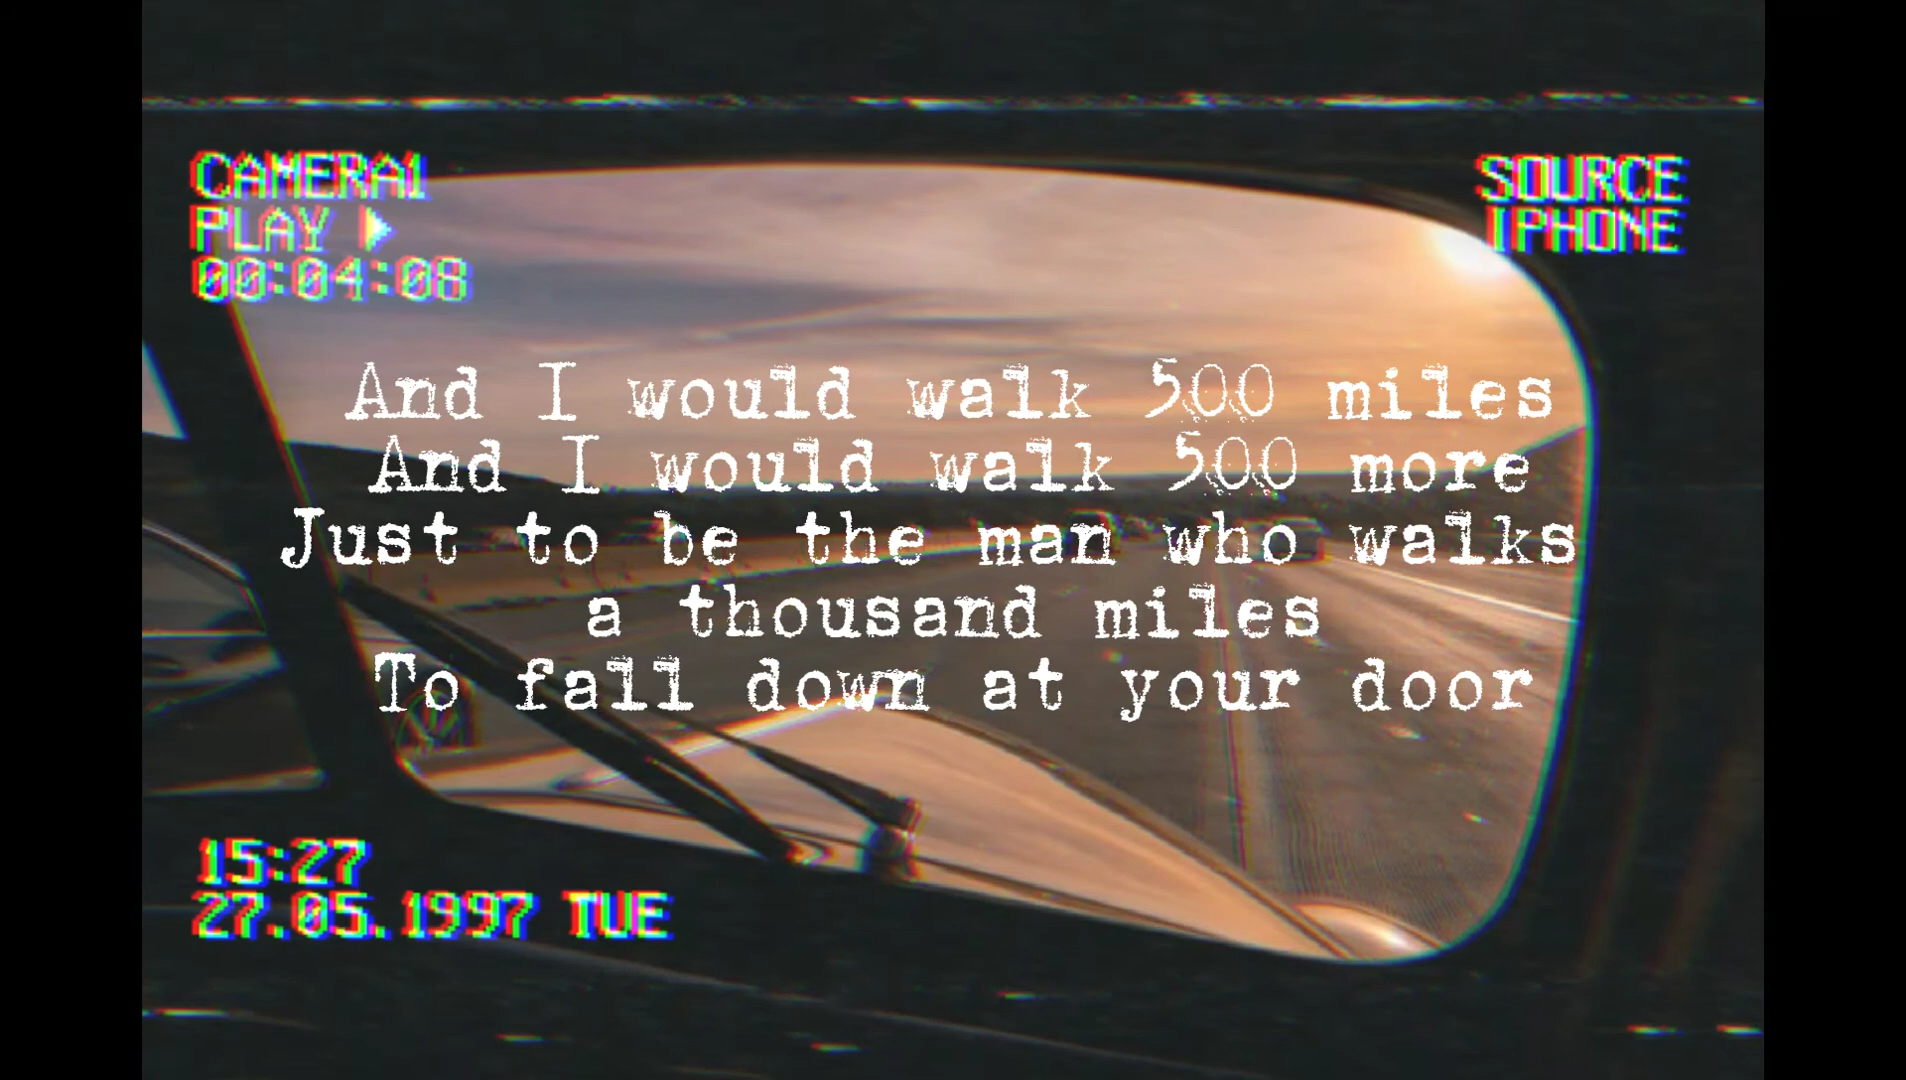 CAMERA1
PLAY
00:04:08
SOURCE
IPHONE
And I would walk 500 miles
And I would walk 500 more
Just to be the man who walks
a thousand miles
To fall down at your door
15:27
27.05.1997 TUE